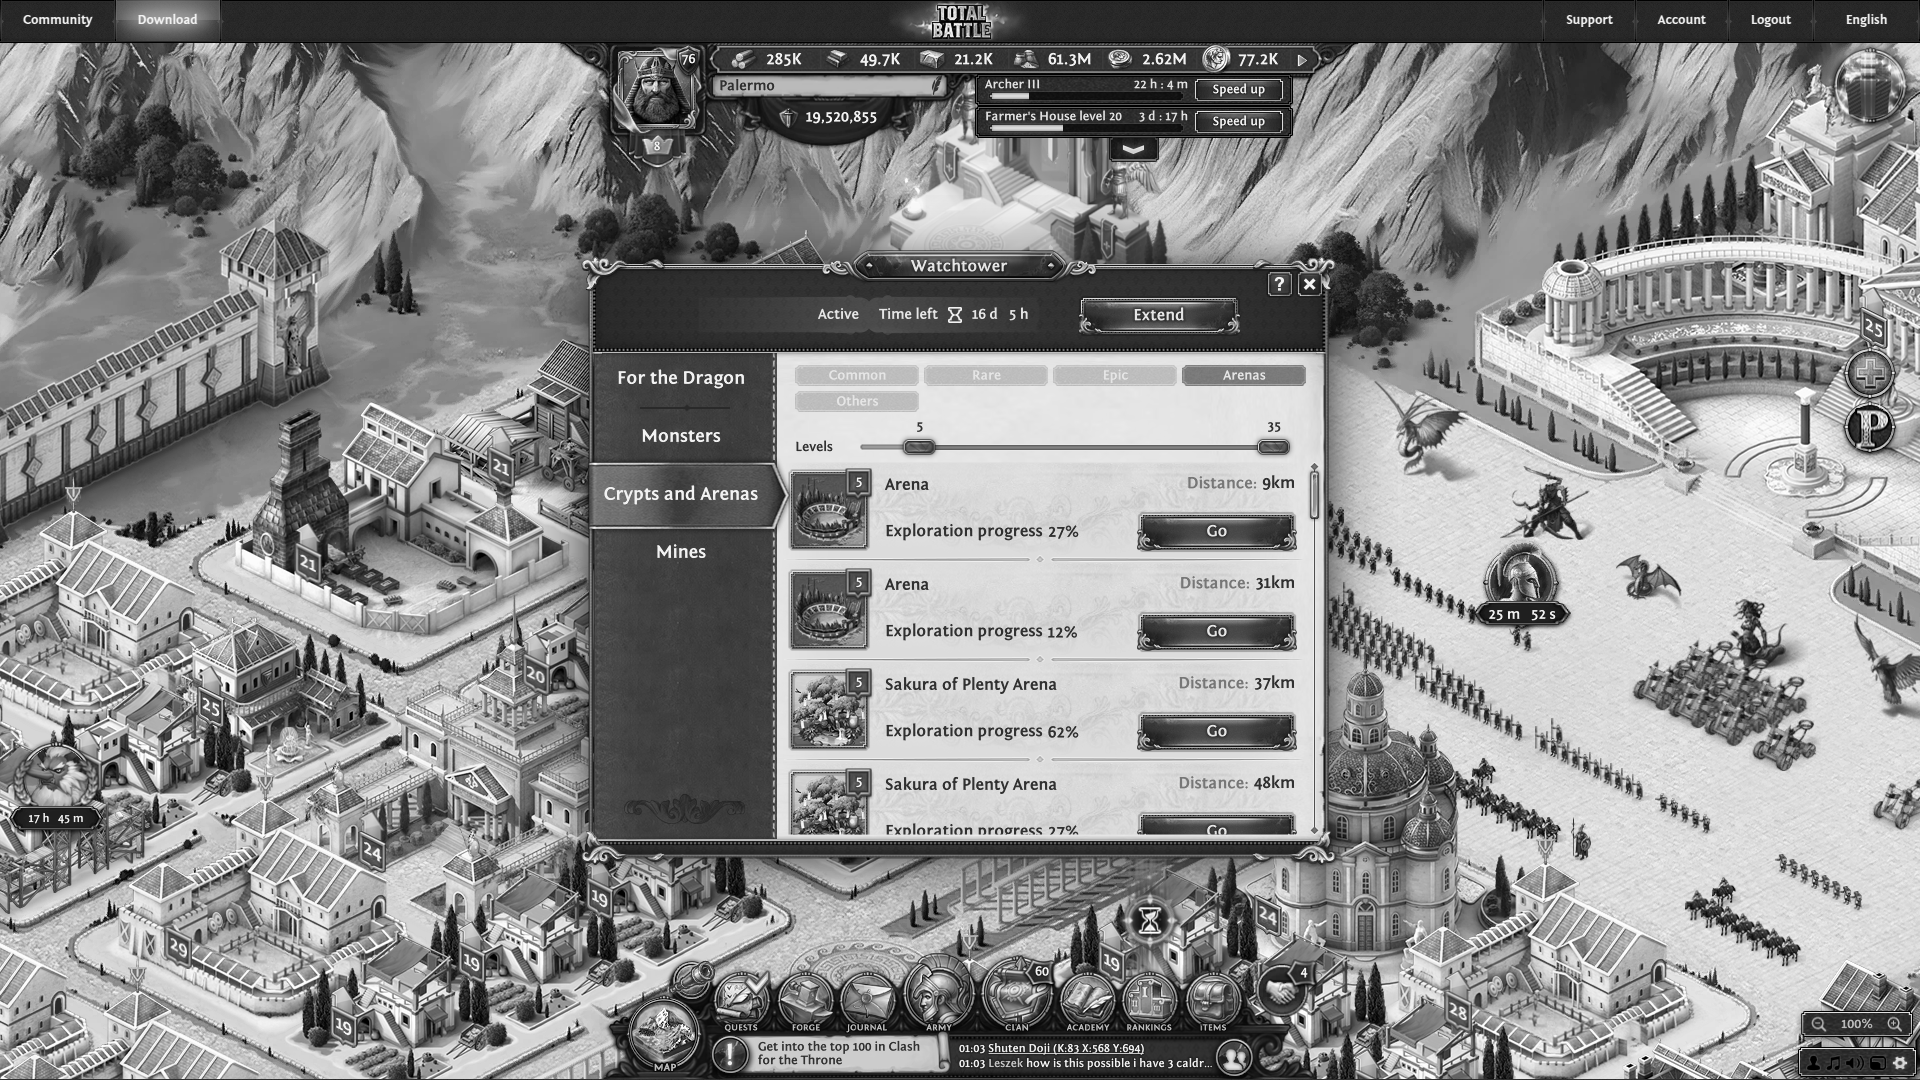 Community
Download
TOTAL
BATTLE
Support
Account
Logout
English
76
285K
49.7K
21.2K
61.3M
2.62M
77.2K
Palermo
Archer III
22 h : 4 m
Speed up
19,520,855
Farmer's House level 20
3 d : 17 h
Speed up
8
Watchtower
?
Active
Time left
16 d 5 h
Extend
For the Dragon
Monsters
Crypts and Arenas
Mines
Common
Rare
Epic
Arenas
Others
Levels
5
35
5
Arena
Distance: 9km
Exploration progress 27%
Go
5
Arena
Distance: 31km
Exploration progress 12%
Go
5
Sakura of Plenty Arena
Distance: 37km
Exploration progress 62%
Go
5
Sakura of Plenty Arena
Distance: 48km
Exploration progress 27%
Go
25
P
21
21
25 m 52 s
20
25
17 h 45 m
24
19
24
29
19
19
19
28
60
4
QUESTS
FORGE
JOURNAL
ARMY
CLAN
ACADEMY
RANKINGS
ITEMS
MAP
Get into the top 100 in Clash
for the Throne
01:03 Shuten Doji (K:83 X:568 Y:694)
01:03 Leszek how is this possible i have 3 caldr...
100%